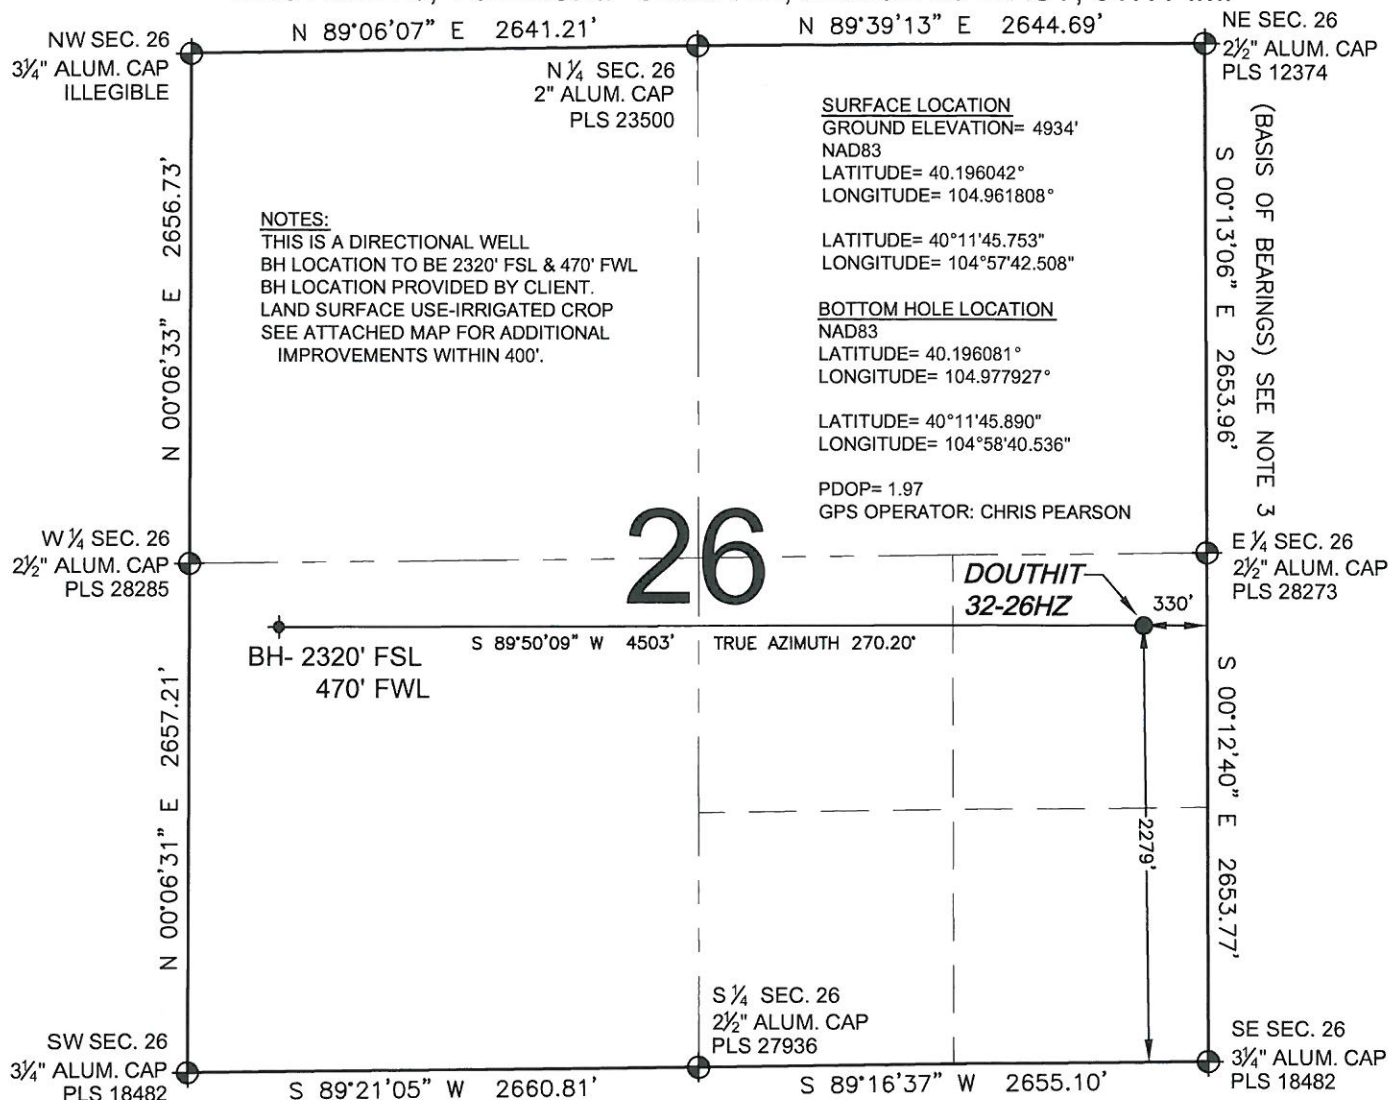 N 89°06'07" E 2641.21'
N 89°39'13" E 2644.69'
NW SEC. 26
3¼" ALUM. CAP
ILLEGIBLE
N ¼ SEC. 26
2" ALUM. CAP
PLS 23500
NE SEC. 26
2½" ALUM. CAP
PLS 12374
SURFACE LOCATION
GROUND ELEVATION= 4934'
NAD83
LATITUDE= 40.196042°
LONGITUDE= 104.961808°
LATITUDE= 40°11'45.753"
LONGITUDE= 104°57'42.508"
BOTTOM HOLE LOCATION
NAD83
LATITUDE= 40.196081°
LONGITUDE= 104.977927°
LATITUDE= 40°11'45.890"
LONGITUDE= 104°58'40.536"
PDOP= 1.97
GPS OPERATOR: CHRIS PEARSON
NOTES:
THIS IS A DIRECTIONAL WELL
BH LOCATION TO BE 2320' FSL & 470' FWL
BH LOCATION PROVIDED BY CLIENT.
LAND SURFACE USE-IRRIGATED CROP
SEE ATTACHED MAP FOR ADDITIONAL
IMPROVEMENTS WITHIN 400'.
N 00°06'33" E 2656.73'
S 00°13'06" E 2653.96'
(BASIS OF BEARINGS) SEE NOTE 3
W ¼ SEC. 26
2½" ALUM. CAP
PLS 28285
26
E ¼ SEC. 26
2½" ALUM. CAP
PLS 28273
DOUTHIT
32-26HZ
330'
S 89°50'09" W 4503' TRUE AZIMUTH 270.20°
BH- 2320' FSL
470' FWL
N 00°06'31" E 2657.21'
S 00°12'40" E 2653.77'
2279'
SW SEC. 26
3¼" ALUM. CAP
PLS 18482
S ¼ SEC. 26
2½" ALUM. CAP
PLS 27936
SE SEC. 26
3¼" ALUM. CAP
PLS 18482
S 89°21'05" W 2660.81'
S 89°16'37" W 2655.10'